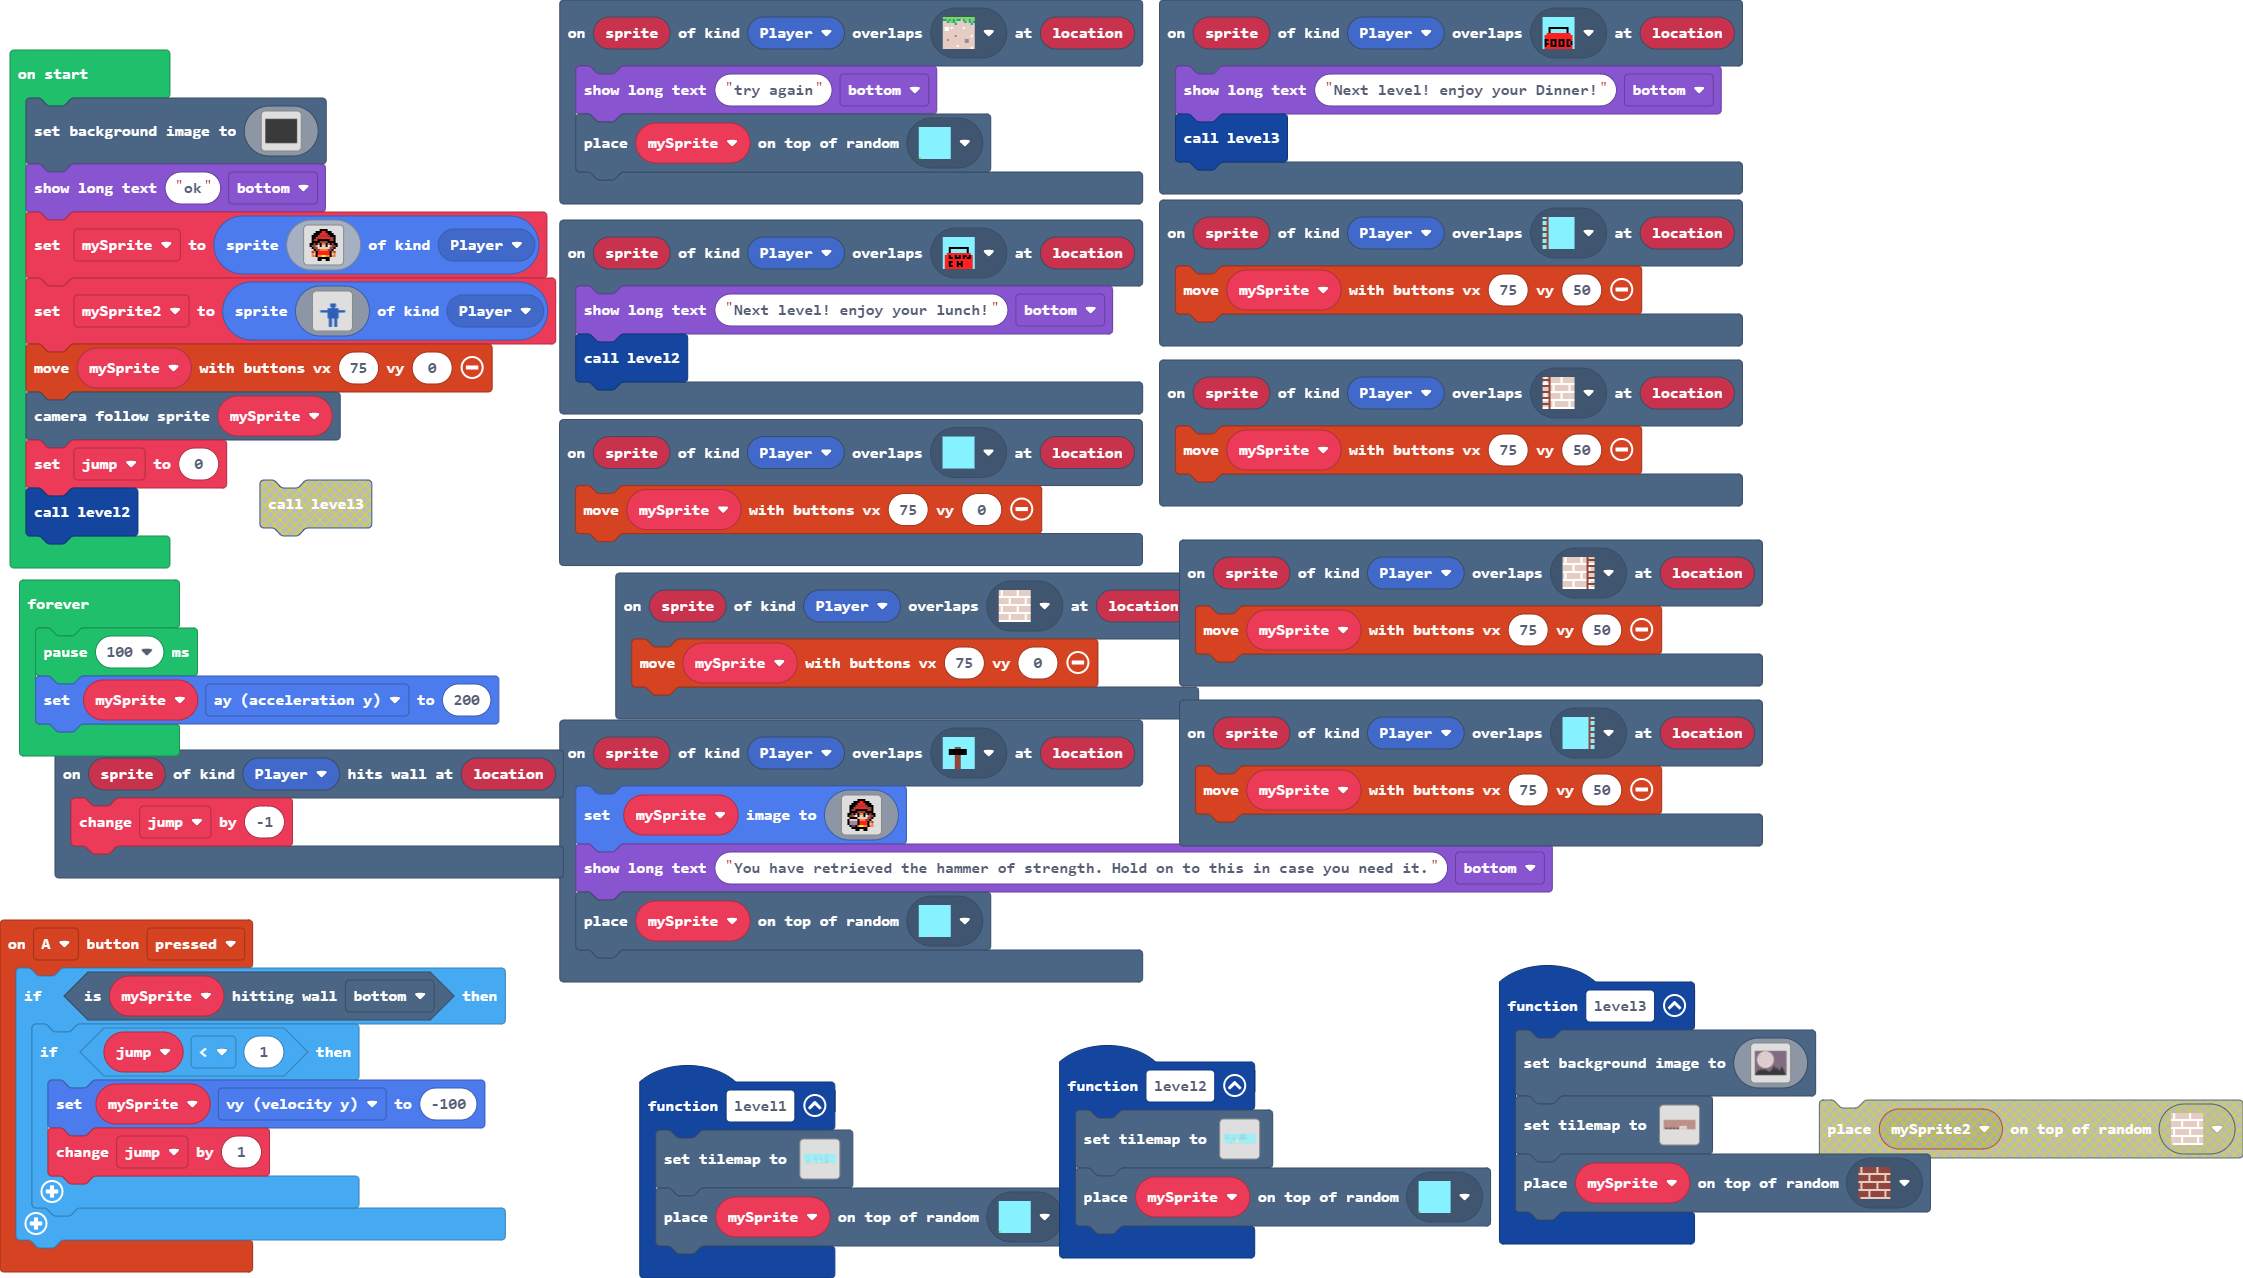 on start
set background image to
show long text "ok" bottom
set mySprite to sprite of kind Player
set mySprite2 to sprite of kind Player
move mySprite with buttons vx 75 vy 0
camera follow sprite mySprite
set jump to 0
call level2
call level3
forever
pause 100 ms
set mySprite ay (acceleration y) to 200
on sprite of kind Player hits wall at location
change jump by -1
on A button pressed
if is mySprite hitting wall bottom then
if jump < 1 then
set mySprite vy (velocity y) to -100
change jump by 1
on sprite of kind Player overlaps at location
show long text "try again" bottom
place mySprite on top of random
on sprite of kind Player overlaps at location
show long text "Next level! enjoy your lunch!" bottom
call level2
on sprite of kind Player overlaps at location
move mySprite with buttons vx 75 vy 0
on sprite of kind Player overlaps at location
move mySprite with buttons vx 75 vy 0
on sprite of kind Player overlaps at location
set mySprite image to
show long text "You have retrieved the hammer of strength. Hold on to this in case you need it." bottom
place mySprite on top of random
on sprite of kind Player overlaps FOOD at location
show long text "Next level! enjoy your Dinner!" bottom
call level3
on sprite of kind Player overlaps at location
move mySprite with buttons vx 75 vy 50
on sprite of kind Player overlaps at location
move mySprite with buttons vx 75 vy 50
on sprite of kind Player overlaps at location
move mySprite with buttons vx 75 vy 50
on sprite of kind Player overlaps at location
move mySprite with buttons vx 75 vy 50
function level1
set tilemap to
place mySprite on top of random
function level2
set tilemap to
place mySprite on top of random
function level3
set background image to
set tilemap to
place mySprite on top of random
place mySprite2 on top of random